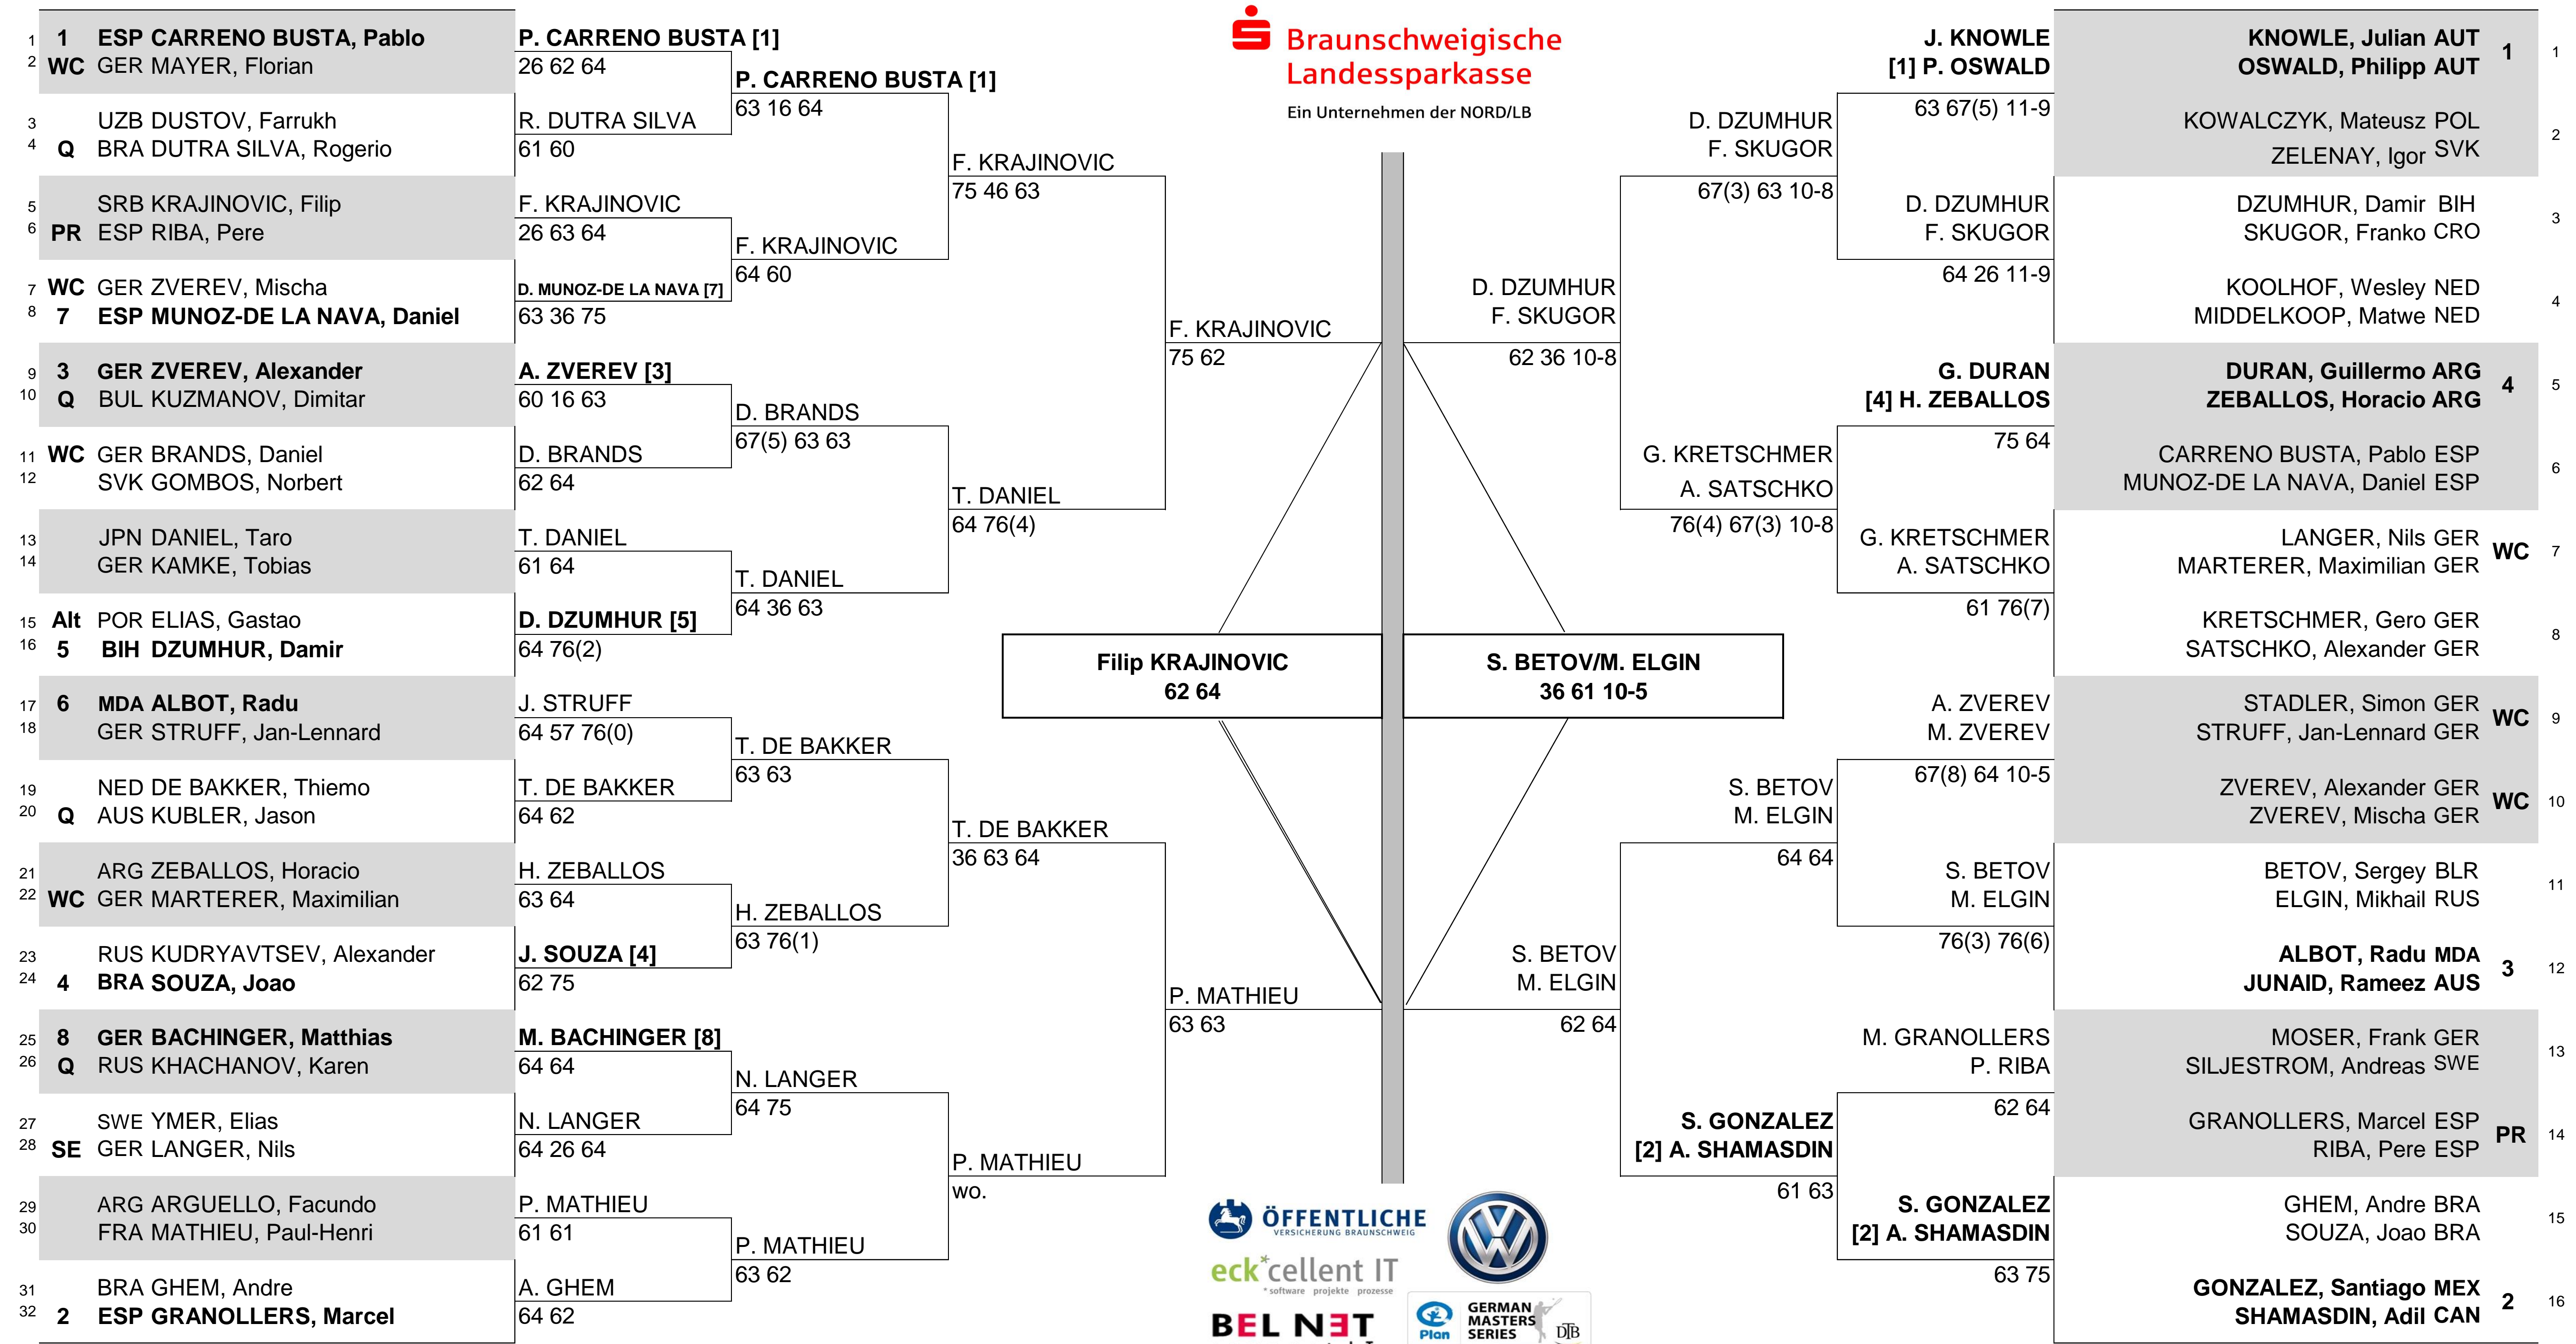 1 1 ESP CARRENO BUSTA, Pablo
2 WC GER MAYER, Florian
3 UZB DUSTOV, Farrukh
4 Q BRA DUTRA SILVA, Rogerio
5 SRB KRAJINOVIC, Filip
6 PR ESP RIBA, Pere
7 WC GER ZVEREV, Mischa
8 7 ESP MUNOZ-DE LA NAVA, Daniel
9 3 GER ZVEREV, Alexander
10 Q BUL KUZMANOV, Dimitar
11 WC GER BRANDS, Daniel
12 SVK GOMBOS, Norbert
13 JPN DANIEL, Taro
14 GER KAMKE, Tobias
15 Alt POR ELIAS, Gastao
16 5 BIH DZUMHUR, Damir
17 6 MDA ALBOT, Radu
18 GER STRUFF, Jan-Lennard
19 NED DE BAKKER, Thiemo
20 Q AUS KUBLER, Jason
21 ARG ZEBALLOS, Horacio
22 WC GER MARTERER, Maximilian
23 RUS KUDRYAVTSEV, Alexander
24 4 BRA SOUZA, Joao
25 8 GER BACHINGER, Matthias
26 Q RUS KHACHANOV, Karen
27 SWE YMER, Elias
28 SE GER LANGER, Nils
29 ARG ARGUELLO, Facundo
30 FRA MATHIEU, Paul-Henri
31 BRA GHEM, Andre
32 2 ESP GRANOLLERS, Marcel
P. CARRENO BUSTA [1]
26 62 64
R. DUTRA SILVA
61 60
F. KRAJINOVIC
26 63 64
D. MUNOZ-DE LA NAVA [7]
63 36 75
A. ZVEREV [3]
60 16 63
D. BRANDS
62 64
T. DANIEL
61 64
D. DZUMHUR [5]
64 76(2)
J. STRUFF
64 57 76(0)
T. DE BAKKER
64 62
H. ZEBALLOS
63 64
J. SOUZA [4]
62 75
M. BACHINGER [8]
64 64
N. LANGER
64 26 64
P. MATHIEU
61 61
A. GHEM
64 62
P. CARRENO BUSTA [1]
63 16 64
F. KRAJINOVIC
64 60
D. BRANDS
67(5) 63 63
T. DANIEL
64 36 63
T. DE BAKKER
63 63
H. ZEBALLOS
63 76(1)
N. LANGER
64 75
P. MATHIEU
63 62
F. KRAJINOVIC
75 46 63
T. DANIEL
64 76(4)
T. DE BAKKER
36 63 64
P. MATHIEU
wo.
F. KRAJINOVIC
75 62
P. MATHIEU
63 63
Filip KRAJINOVIC
62 64
Braunschweigische
Landessparkasse
Ein Unternehmen der NORD/LB
S. BETOV/M. ELGIN
36 61 10-5
D. DZUMHUR
F. SKUGOR
62 36 10-8
S. BETOV
M. ELGIN
62 64
D. DZUMHUR
F. SKUGOR
67(3) 63 10-8
G. KRETSCHMER
A. SATSCHKO
76(4) 67(3) 10-8
S. BETOV
M. ELGIN
64 64
S. GONZALEZ
[2] A. SHAMASDIN
61 63
J. KNOWLE
[1] P. OSWALD
63 67(5) 11-9
D. DZUMHUR
F. SKUGOR
64 26 11-9
G. DURAN
[4] H. ZEBALLOS
75 64
G. KRETSCHMER
A. SATSCHKO
61 76(7)
A. ZVEREV
M. ZVEREV
67(8) 64 10-5
S. BETOV
M. ELGIN
76(3) 76(6)
M. GRANOLLERS
P. RIBA
62 64
S. GONZALEZ
[2] A. SHAMASDIN
63 75
KNOWLE, Julian AUT
OSWALD, Philipp AUT
1 1
KOWALCZYK, Mateusz POL
ZELENAY, Igor SVK
2
DZUMHUR, Damir BIH
SKUGOR, Franko CRO
3
KOOLHOF, Wesley NED
MIDDELKOOP, Matwe NED
4
DURAN, Guillermo ARG
ZEBALLOS, Horacio ARG
4 5
CARRENO BUSTA, Pablo ESP
MUNOZ-DE LA NAVA, Daniel ESP
6
LANGER, Nils GER
MARTERER, Maximilian GER
WC 7
KRETSCHMER, Gero GER
SATSCHKO, Alexander GER
8
STADLER, Simon GER
STRUFF, Jan-Lennard GER
WC 9
ZVEREV, Alexander GER
ZVEREV, Mischa GER
WC 10
BETOV, Sergey BLR
ELGIN, Mikhail RUS
11
ALBOT, Radu MDA
JUNAID, Rameez AUS
3 12
MOSER, Frank GER
SILJESTROM, Andreas SWE
13
GRANOLLERS, Marcel ESP
RIBA, Pere ESP
PR 14
GHEM, Andre BRA
SOUZA, Joao BRA
15
GONZALEZ, Santiago MEX
SHAMASDIN, Adil CAN
2 16
ÖFFENTLICHE
VERSICHERUNG BRAUNSCHWEIG
eck*cellent IT
*software projekte prozesse
BEL NET
Plan
GERMAN
MASTERS
SERIES
DTB